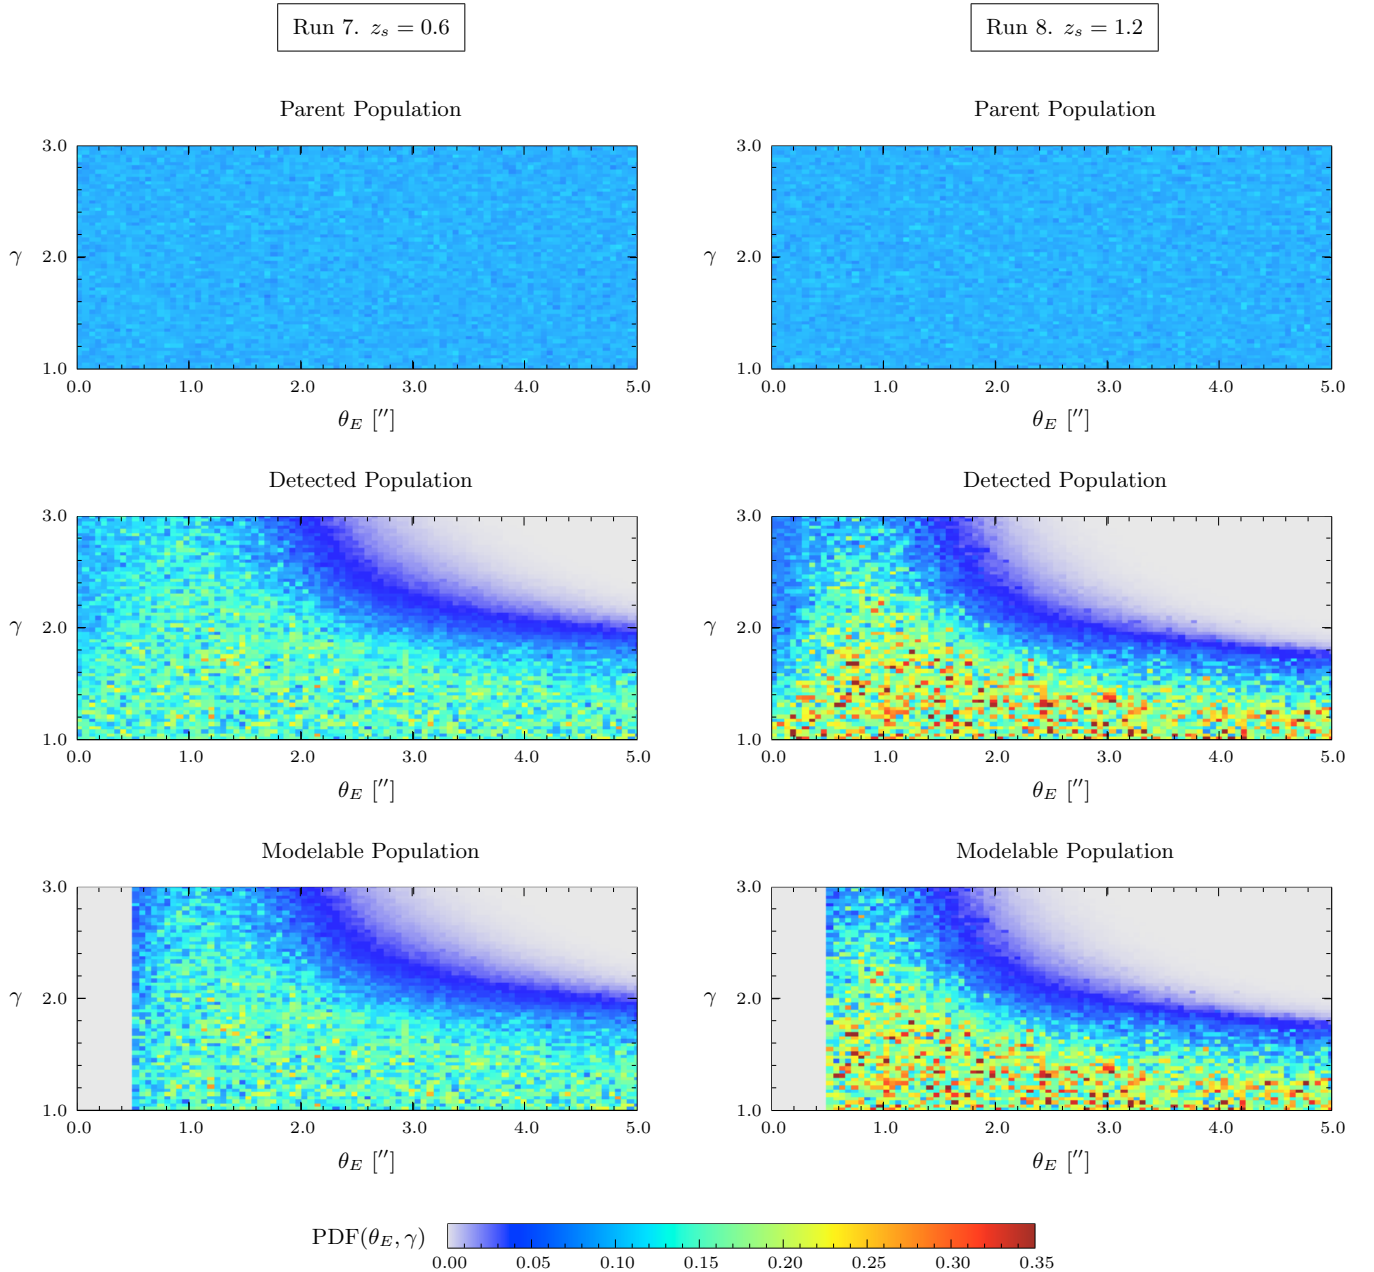 Run 7. z_s = 0.6
Run 8. z_s = 1.2
Parent Population
3.0
γ 2.0
1.0
0.0 1.0 2.0 3.0 4.0 5.0
θ_E [″]
Parent Population
3.0
γ 2.0
1.0
0.0 1.0 2.0 3.0 4.0 5.0
θ_E [″]
Detected Population
3.0
γ 2.0
1.0
0.0 1.0 2.0 3.0 4.0 5.0
θ_E [″]
Detected Population
3.0
γ 2.0
1.0
0.0 1.0 2.0 3.0 4.0 5.0
θ_E [″]
Modelable Population
3.0
γ 2.0
1.0
0.0 1.0 2.0 3.0 4.0 5.0
θ_E [″]
Modelable Population
3.0
γ 2.0
1.0
0.0 1.0 2.0 3.0 4.0 5.0
θ_E [″]
PDF(θ_E, γ)
0.00 0.05 0.10 0.15 0.20 0.25 0.30 0.35